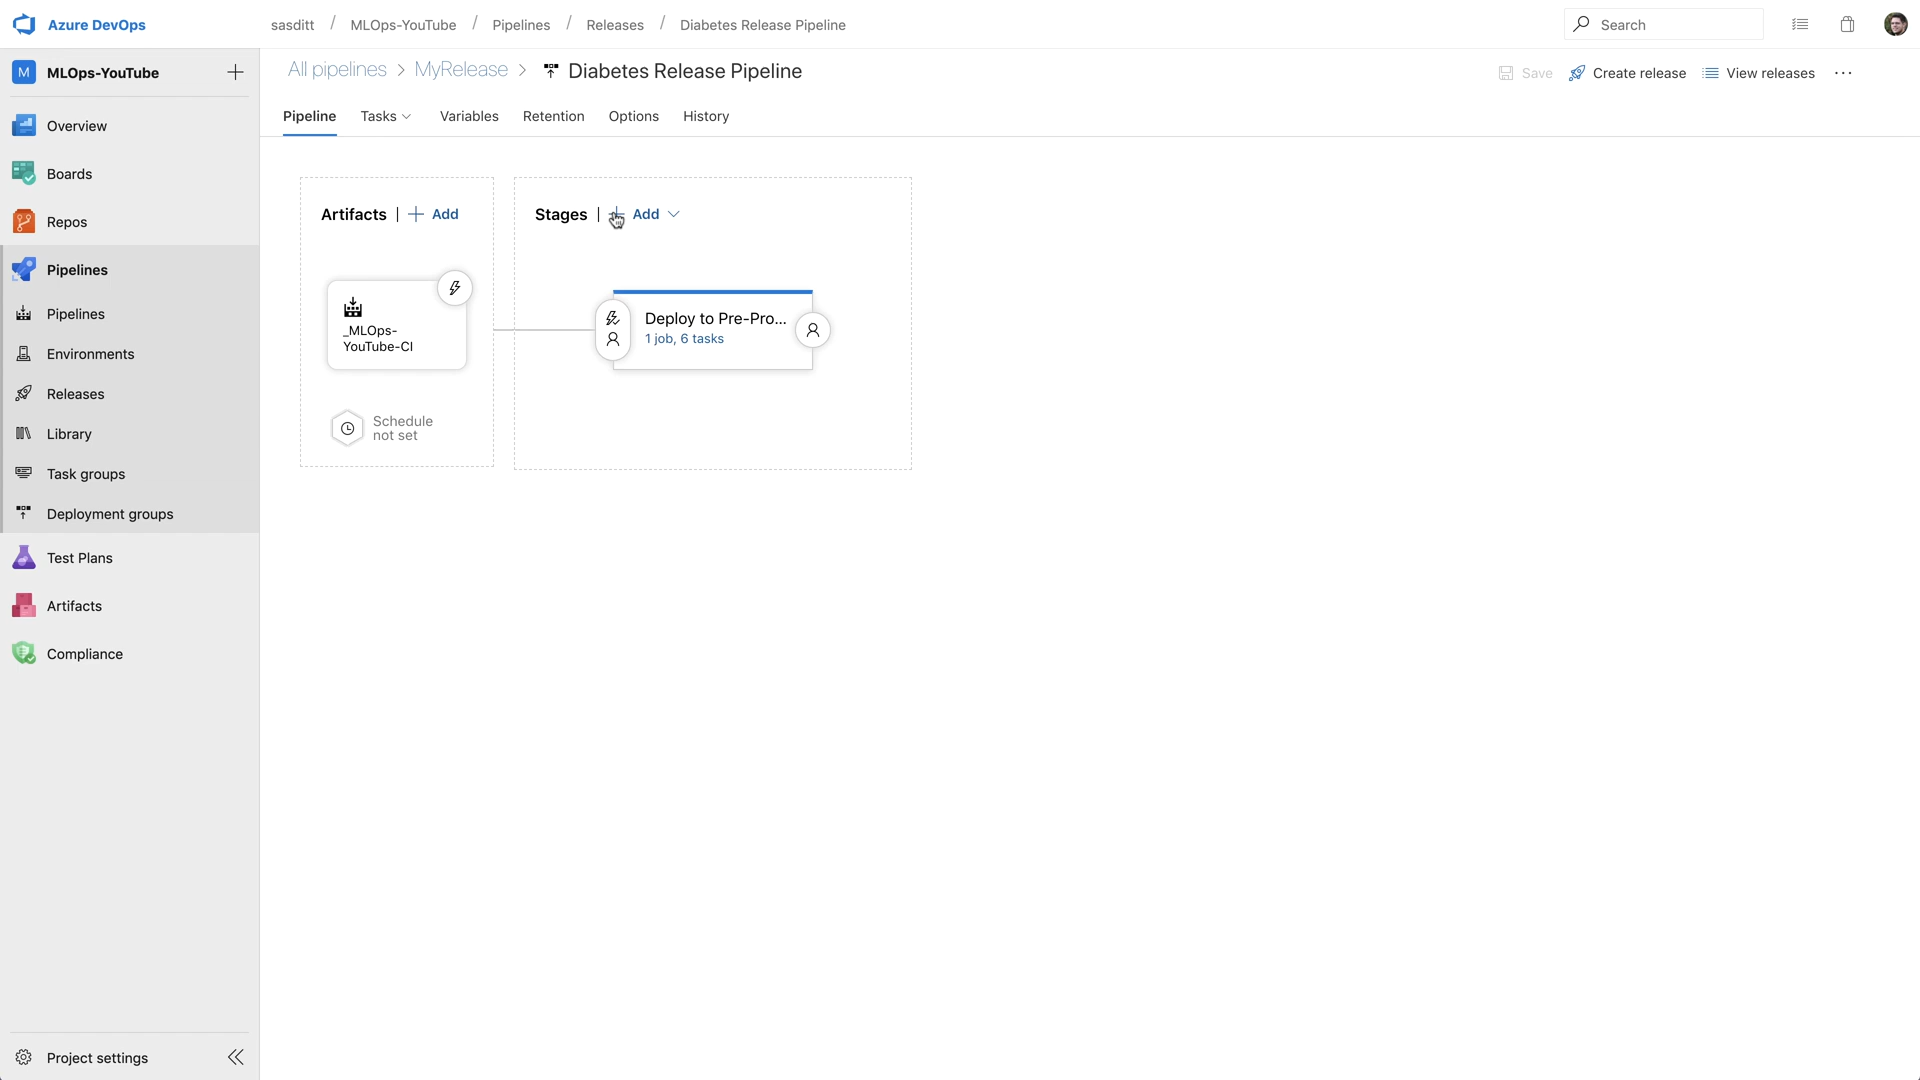 Azure DevOps
sasditt / MLOps-YouTube / Pipelines / Releases / Diabetes Release Pipeline
Search
M MLOps-YouTube
All pipelines > MyRelease > Diabetes Release Pipeline
Save Create release View releases ...
Pipeline Tasks Variables Retention Options History
Overview
Boards
Repos
Pipelines
Pipelines
Environments
Releases
Library
Task groups
Deployment groups
Test Plans
Artifacts
Compliance
Project settings
Artifacts | + Add
_MLOps-
YouTube-CI
Schedule
not set
Stages | + Add
Deploy to Pre-Pro...
1 job, 6 tasks